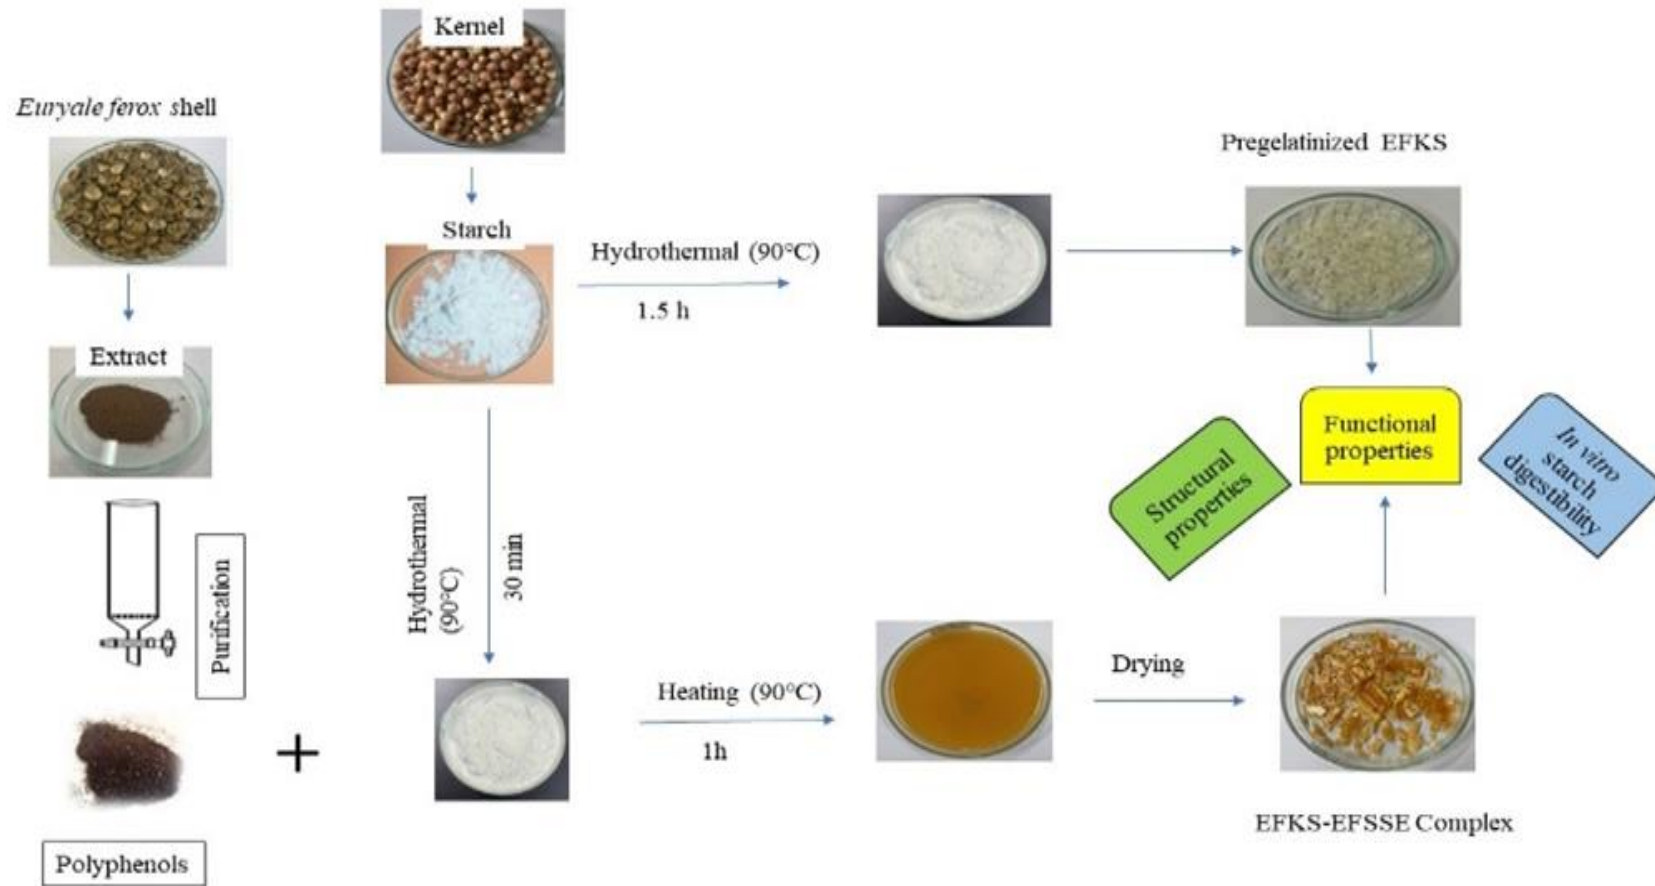 Kernel
Euryale ferox shell
Pregelatinized EFKS
Starch
Hydrothermal (90°C)
1.5 h
Extract
Functional
properties
Structural
properties
In vitro
starch
digestibility
Hydrothermal
(90°C)
30 min
Purification
Heating (90°C)
1h
Drying
EFKS-EFSSE Complex
Polyphenols
+